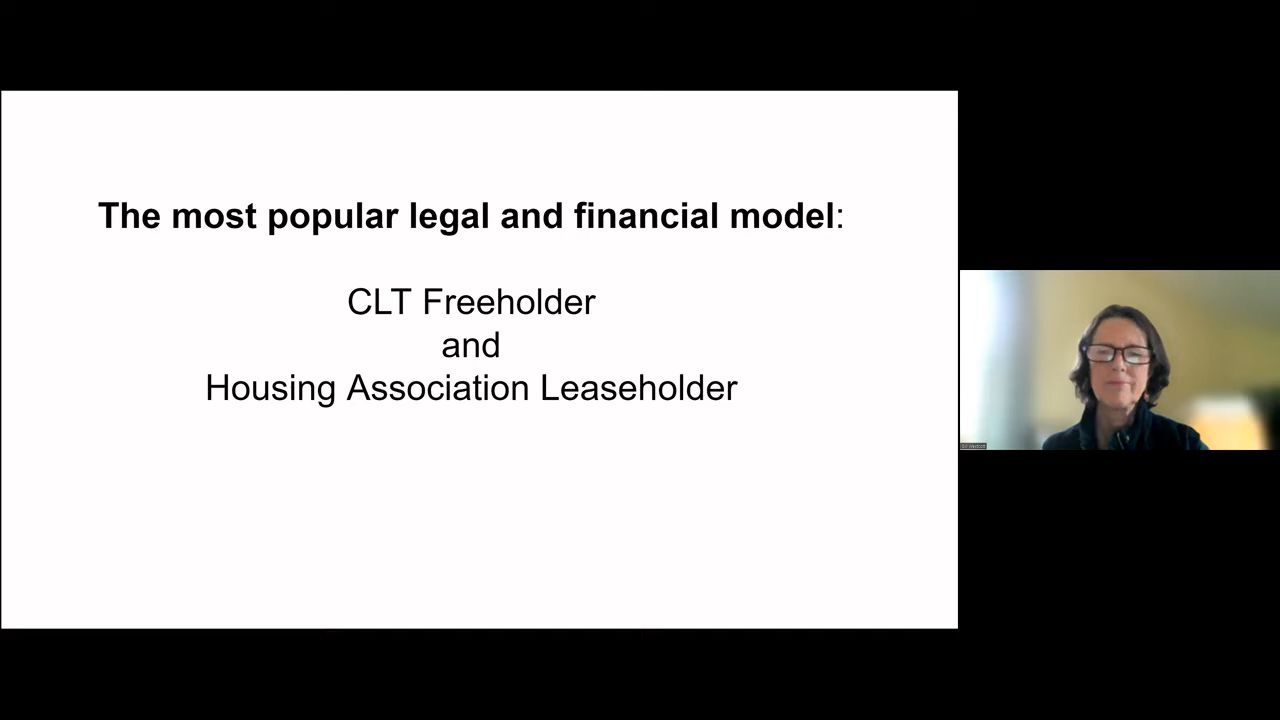 The most popular legal and financial model:
CLT Freeholder
and
Housing Association Leaseholder